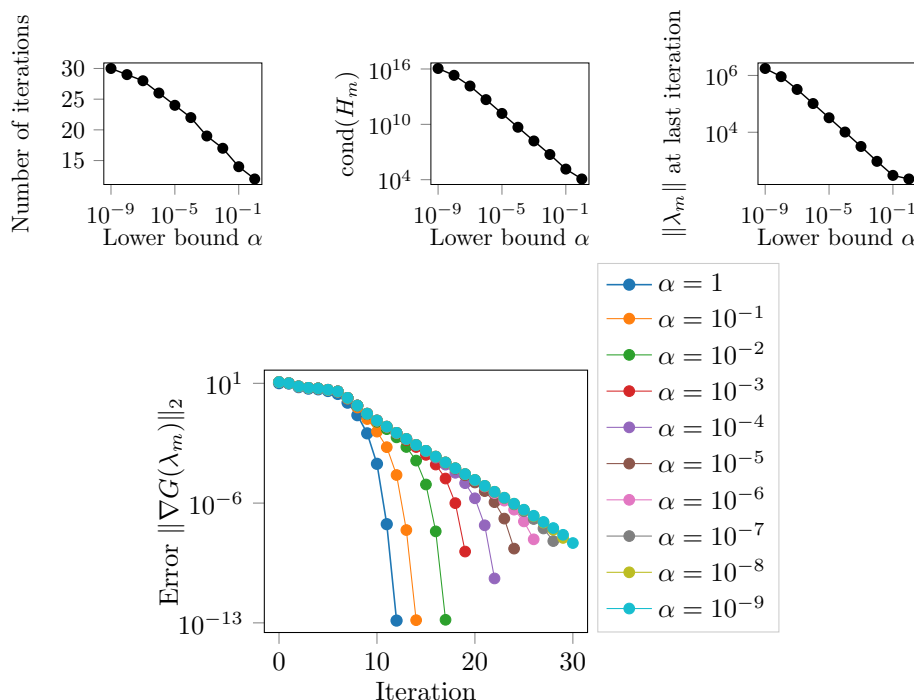 Number of iterations
30
25
20
15
10^{-9}
10^{-5}
10^{-1}
Lower bound α
cond(H_m)
10^{16}
10^{10}
10^4
10^{-9}
10^{-5}
10^{-1}
Lower bound α
‖λ_m‖ at last iteration
10^6
10^4
10^{-9}
10^{-5}
10^{-1}
Lower bound α
Error ‖∇G(λ_m)‖_2
10^1
10^{-6}
10^{-13}
0
10
20
30
Iteration
α = 1
α = 10^{-1}
α = 10^{-2}
α = 10^{-3}
α = 10^{-4}
α = 10^{-5}
α = 10^{-6}
α = 10^{-7}
α = 10^{-8}
α = 10^{-9}